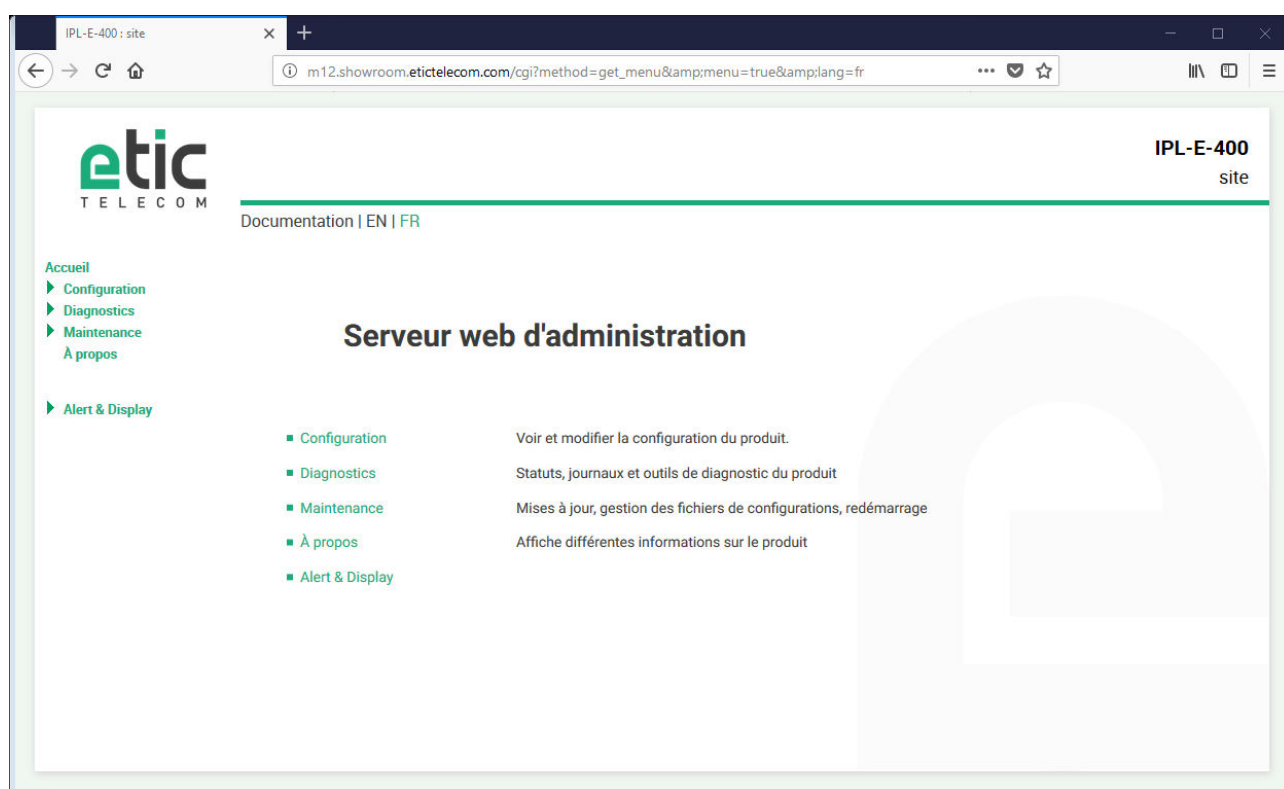 IPL-E-400 : site
m12.showroom.etictelecom.com/cgi?method=get_menu&amp;menu=true&amp;lang=fr
etic
TELECOM
IPL-E-400
site
Documentation | EN | FR
Accueil
Configuration
Diagnostics
Maintenance
À propos
Alert & Display
Serveur web d'administration
Configuration Voir et modifier la configuration du produit.
Diagnostics Statuts, journaux et outils de diagnostic du produit
Maintenance Mises à jour, gestion des fichiers de configurations, redémarrage
À propos Affiche différentes informations sur le produit
Alert & Display